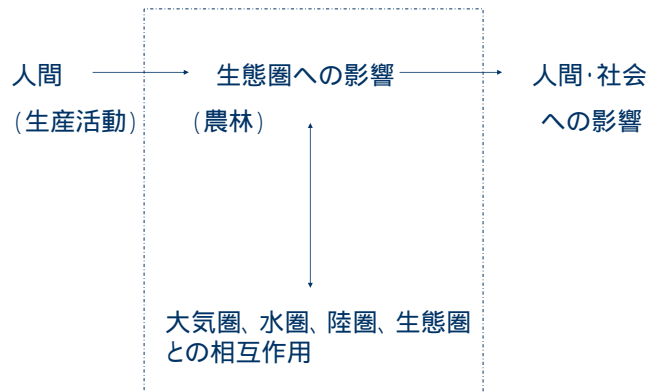 人間
(生産活動)
生態圏への影響
(農林)
人間・社会
への影響
大気圏、水圏、陸圏、生態圏
との相互作用